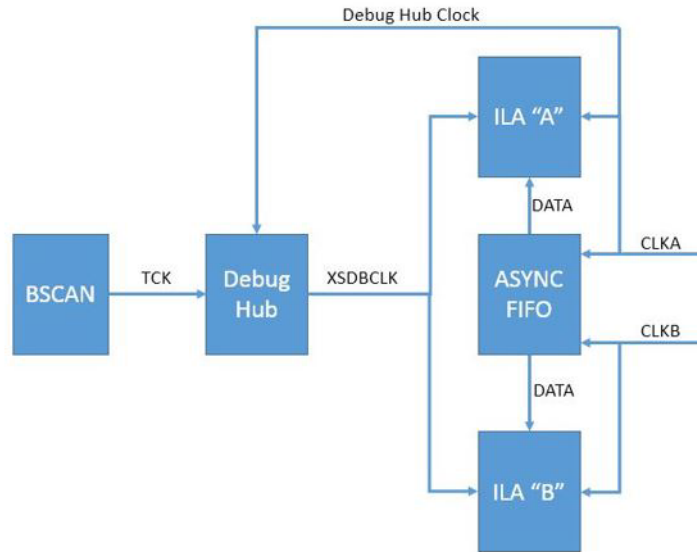 Debug Hub Clock
ILA “A”
DATA
CLKA
BSCAN
TCK
Debug
Hub
XSDBCLK
ASYNC
FIFO
CLKB
DATA
ILA “B”